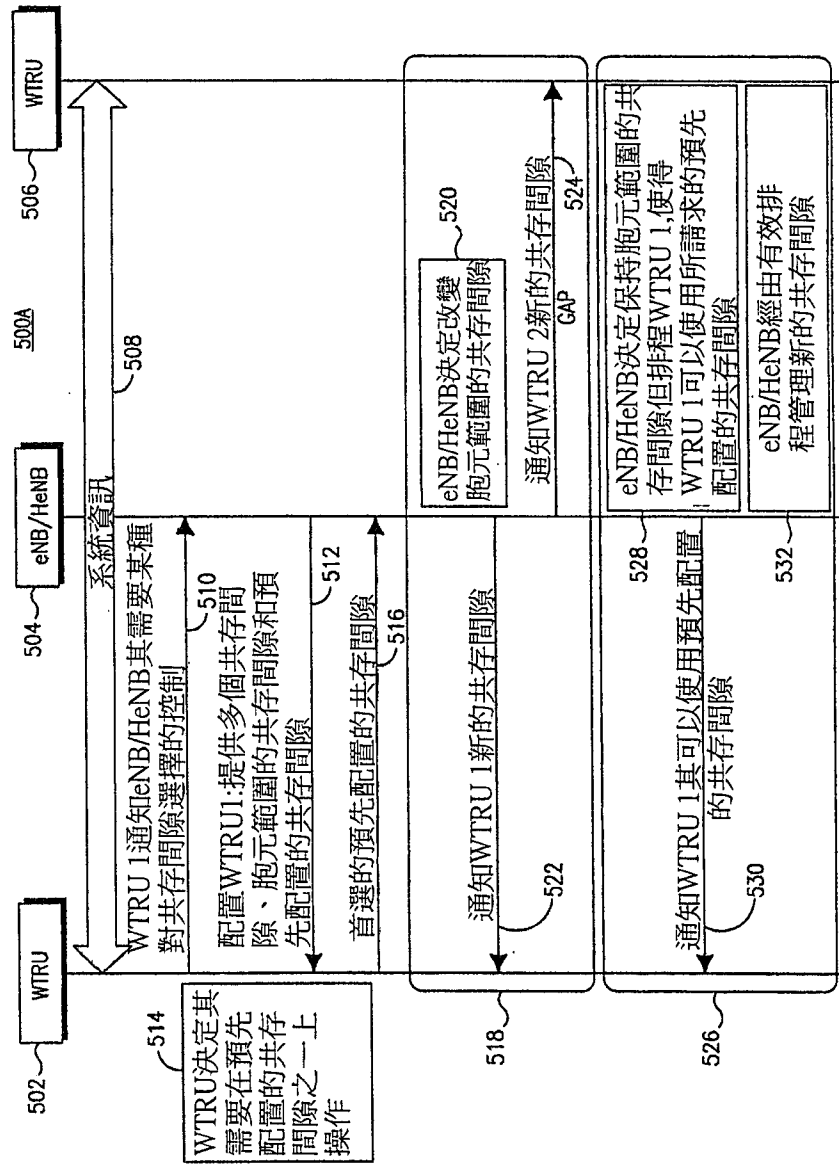 500A
502
WTRU
504
eNB/HeNB
506
WTRU
系統資訊
508
WTRU 1通知eNB/HeNB其需要某種
對共存間隙選擇的控制
510
配置WTRU1:提供多個共存間
隙、胞元範圍的共存間隙和預
先配置的共存間隙
512
WTRU決定其
需要在預先
配置的共存
間隙之一上
操作
514
首選的預先配置的共存間隙
516
518
eNB/HeNB決定改變
胞元範圍的共存間隙
520
通知WTRU 1新的共存間隙
522
通知WTRU 2新的共存間隙
GAP
524
526
eNB/HeNB決定保持胞元範圍的共
存間隙但排程WTRU 1,使得
WTRU 1可以使用所請求的預先
配置的共存間隙
528
通知WTRU 1其可以使用預先配置
的共存間隙
530
eNB/HeNB經由有效排
程管理新的共存間隙
532